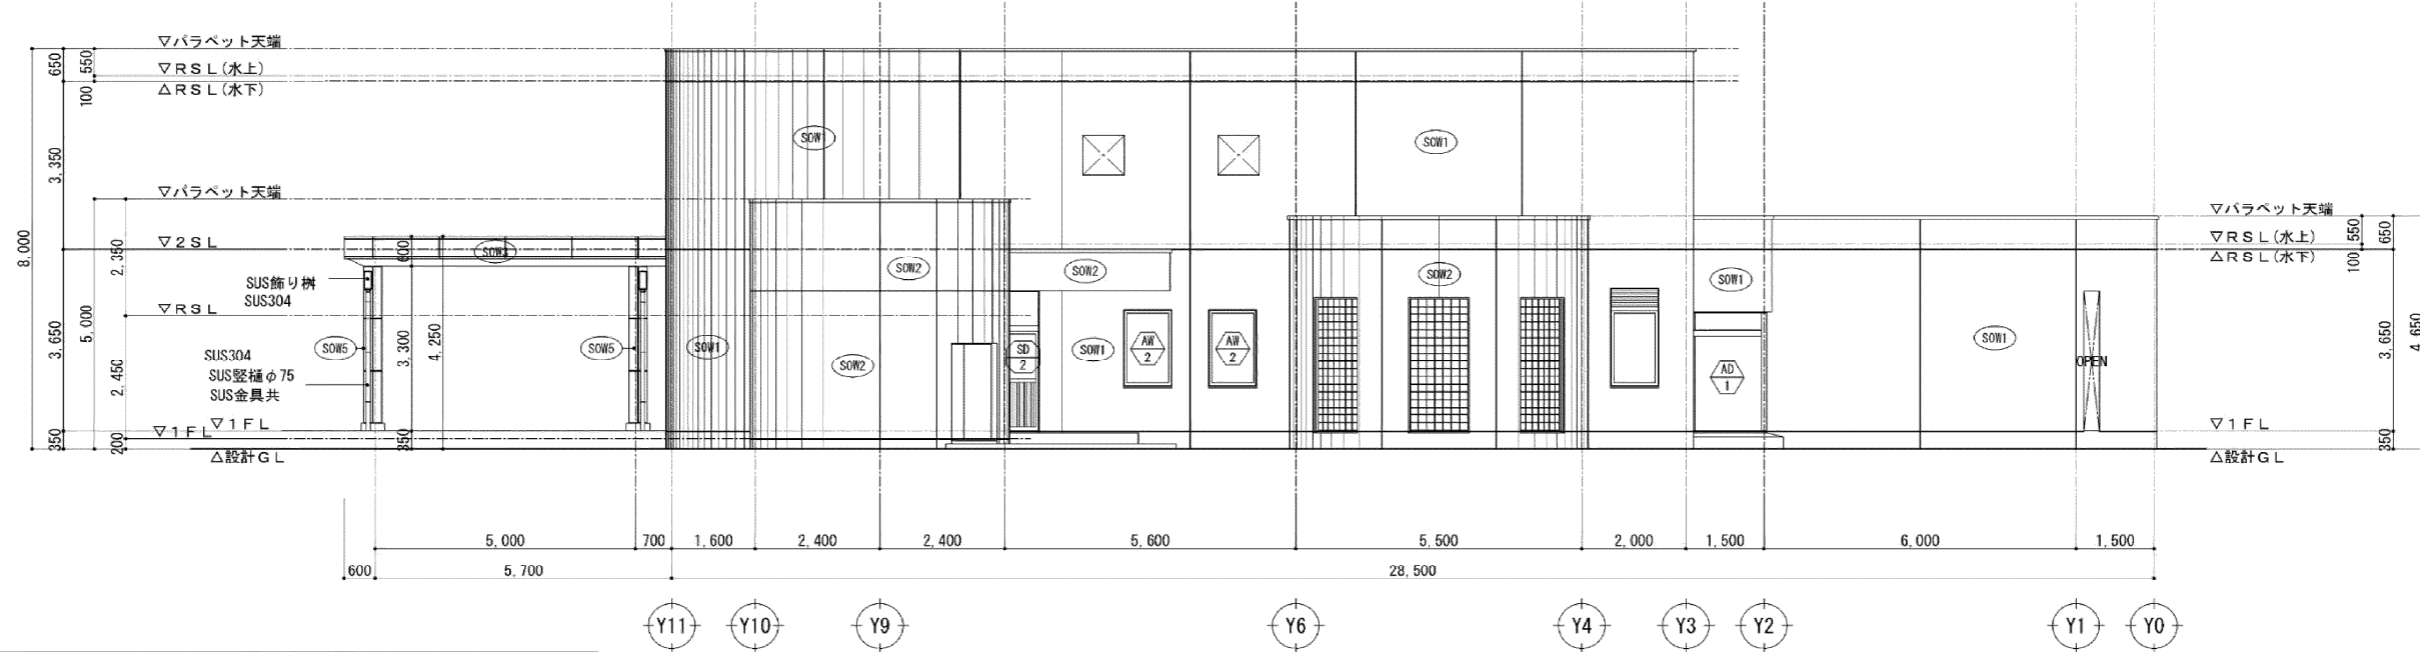 ▽パラペット天端
650
550
▽RSL(水上)
△RSL(水下)
100
SOW1
SOW1
3,350
▽パラペット天端
▽パラペット天端
8,000
▽2SL
600
2,350
SOW2
SOW2
SOW2
SOW1
▽RSL(水上)
△RSL(水下)
550
650
100
SUS飾り桝
SUS304
▽RSL
5,000
3,650
SOW5
3,300
4,250
SOW5
SOW1
SOW2
SD
2
SOW1
AW
2
AW
2
AD
1
SOW1
OPEN
3,650
4,650
SUS304
SUS竪樋φ75
SUS金具共
2,450
▽1FL
▽1FL
350
200
350
△設計GL
▽1FL
350
△設計GL
5,000
700
1,600
2,400
2,400
5,600
5,500
2,000
1,500
6,000
1,500
600
5,700
28,500
Y11
Y10
Y9
Y6
Y4
Y3
Y2
Y1
Y0